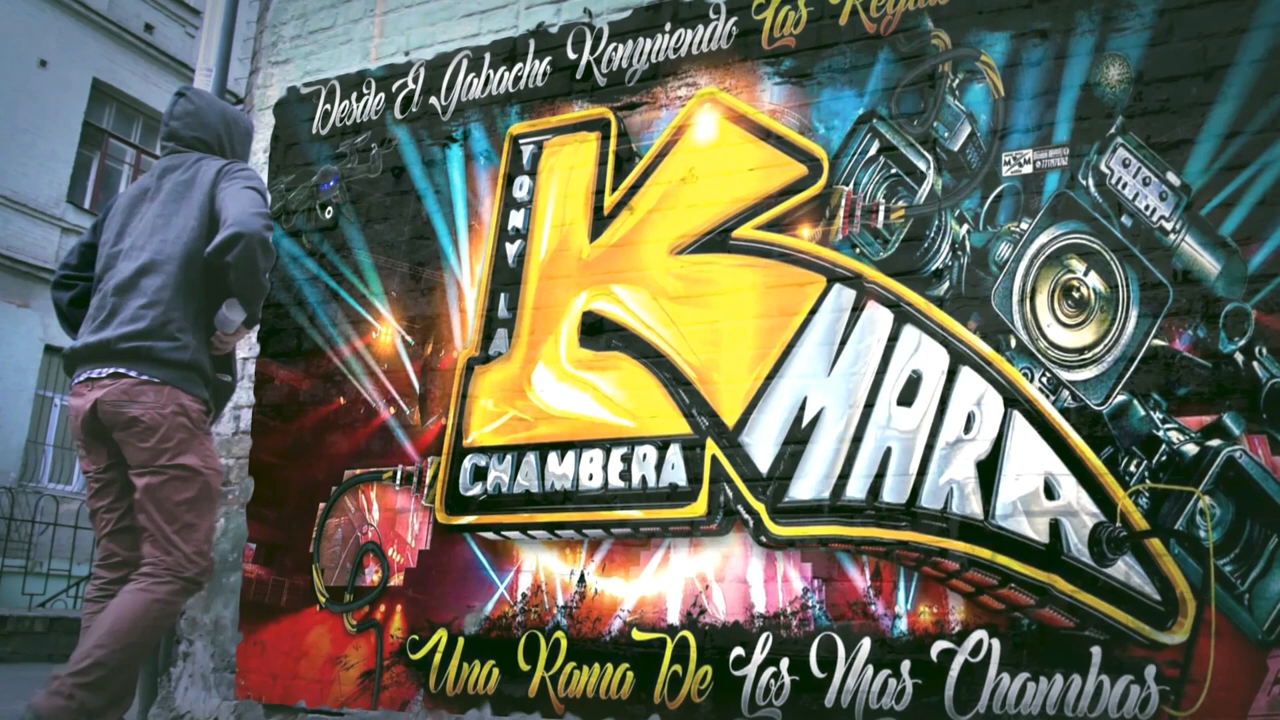 Desde El Gabacho Rompiendo Las Reglas
TONY LA
K MARA
CHAMBERA
Una Rama De Los Mas Chambas